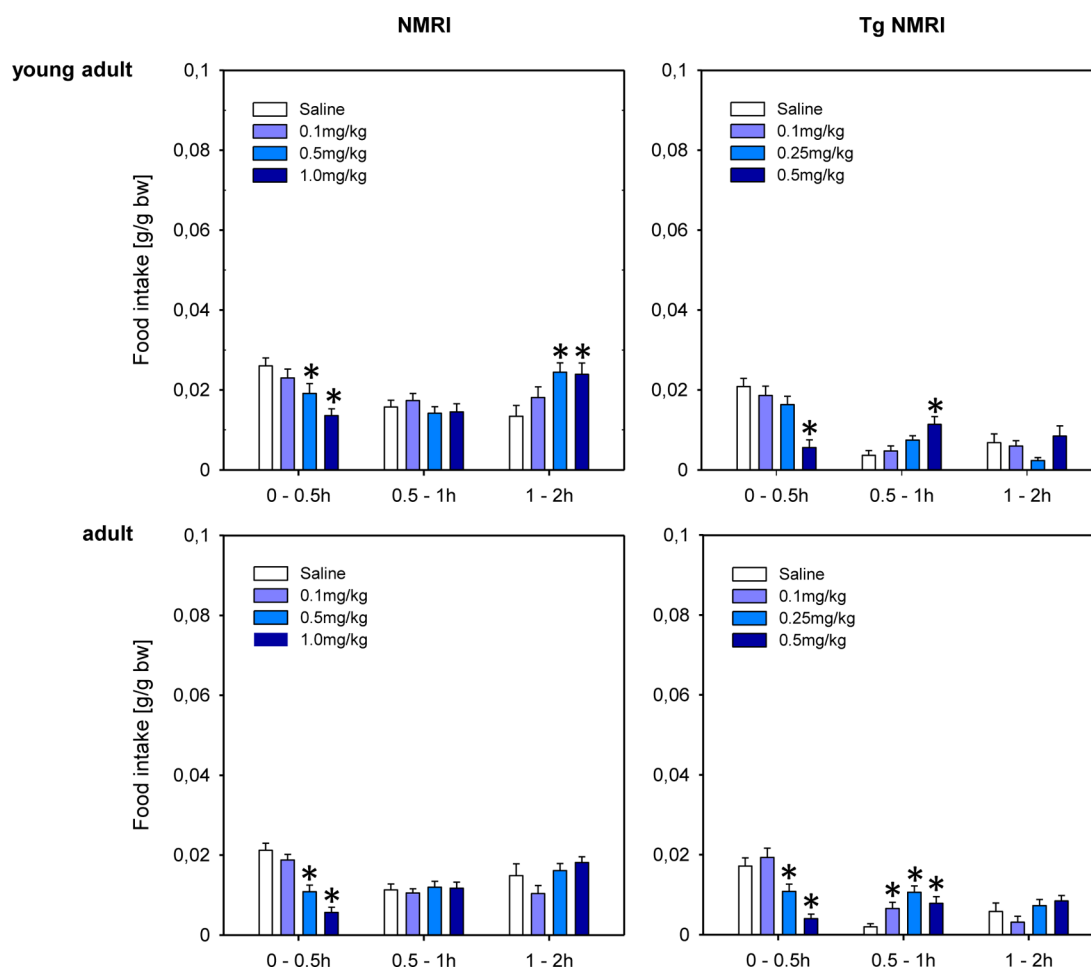 NMRI
Tg NMRI
young adult
Food intake [g/g bw]
0,1
0,08
0,06
0,04
0,02
0
Saline
0.1mg/kg
0.5mg/kg
1.0mg/kg
* * * *
0 - 0.5h 0.5 - 1h 1 - 2h
0,1
0,08
0,06
0,04
0,02
0
Saline
0.1mg/kg
0.25mg/kg
0.5mg/kg
* *
0 - 0.5h 0.5 - 1h 1 - 2h
adult
Food intake [g/g bw]
0,1
0,08
0,06
0,04
0,02
0
Saline
0.1mg/kg
0.5mg/kg
1.0mg/kg
* *
0 - 0.5h 0.5 - 1h 1 - 2h
0,1
0,08
0,06
0,04
0,02
0
Saline
0.1mg/kg
0.25mg/kg
0.5mg/kg
* * * * *
0 - 0.5h 0.5 - 1h 1 - 2h